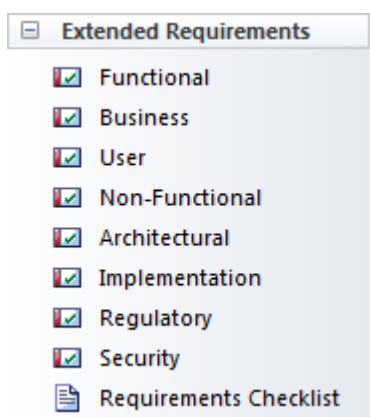 Extended Requirements
Functional
Business
User
Non-Functional
Architectural
Implementation
Regulatory
Security
Requirements Checklist